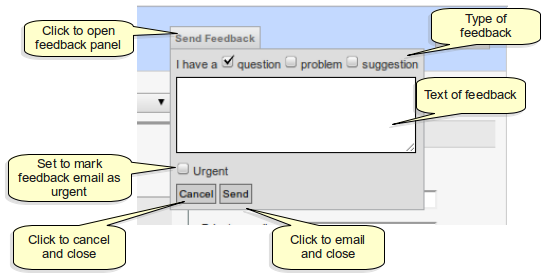 Click to open
feedback panel
Type of
feedback
Send Feedback
I have a question problem suggestion
Text of feedback
Set to mark
feedback email as
urgent
Urgent
Cancel Send
Click to cancel
and close
Click to email
and close